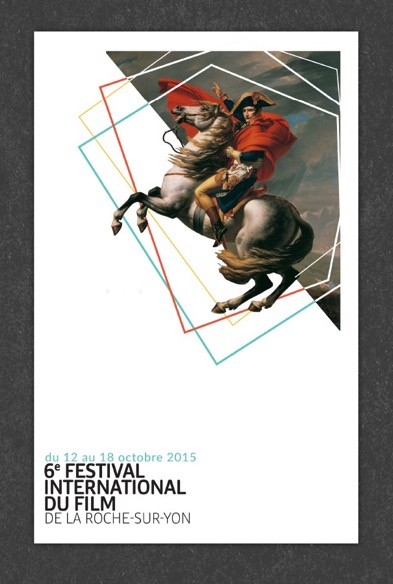 du 12 au 18 octobre 2015
6e FESTIVAL
INTERNATIONAL
DU FILM
DE LA ROCHE-SUR-YON